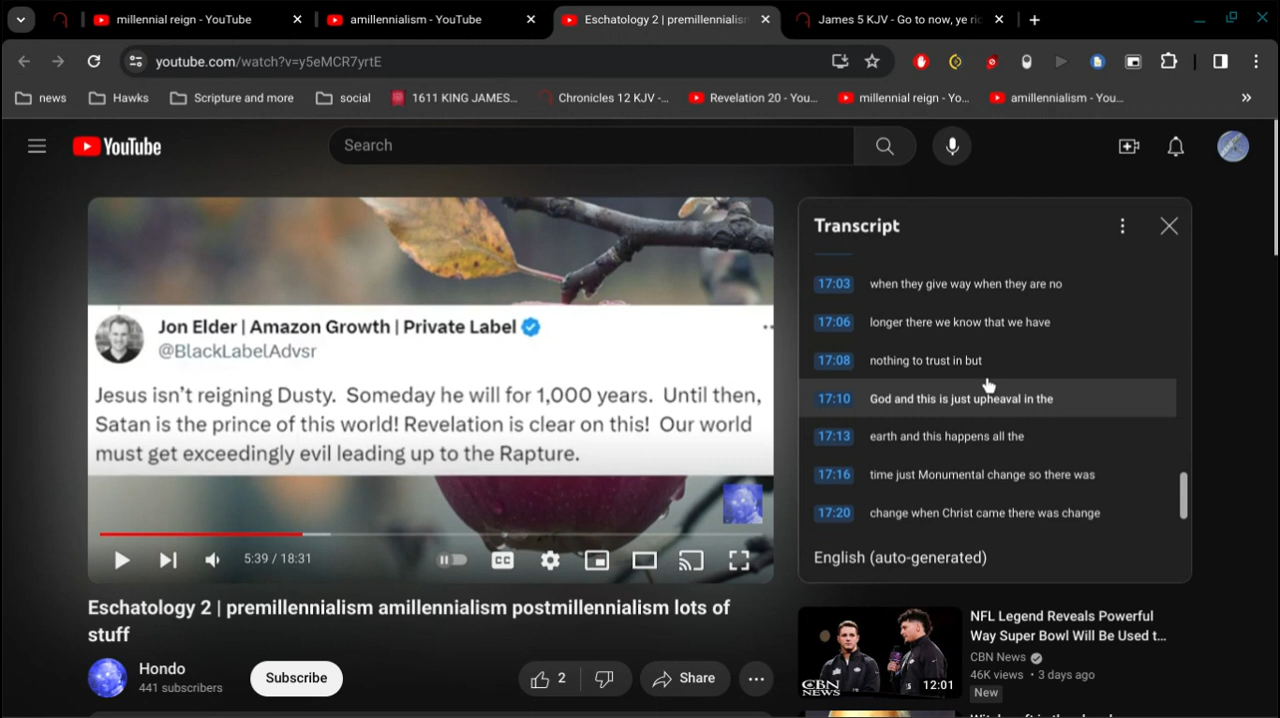 millennial reign - YouTube
amillennialism - YouTube
Eschatology 2 | premillennialism
James 5 KJV - Go to now, ye ric
youtube.com/watch?v=y5eMCR7yrtE
news
Hawks
Scripture and more
social
1611 KING JAMES...
Chronicles 12 KJV -...
Revelation 20 - You...
millennial reign - Yo...
amillennialism - You...
»
YouTube
Search
Jon Elder | Amazon Growth | Private Label
@BlackLabelAdvsr
Jesus isn't reigning Dusty. Someday he will for 1,000 years. Until then,
Satan is the prince of this world! Revelation is clear on this! Our world
must get exceedingly evil leading up to the Rapture.
5:39 / 18:31
CC
Eschatology 2 | premillennialism amillennialism postmillennialism lots of
stuff
Hondo
441 subscribers
Subscribe
2
Share
Transcript
17:03 when they give way when they are no
17:06 longer there we know that we have
17:08 nothing to trust in but
17:10 God and this is just upheaval in the
17:13 earth and this happens all the
17:16 time just Monumental change so there was
17:20 change when Christ came there was change
English (auto-generated)
CBN
NEWS
12:01
NFL Legend Reveals Powerful
Way Super Bowl Will Be Used t...
CBN News
46K views • 3 days ago
New